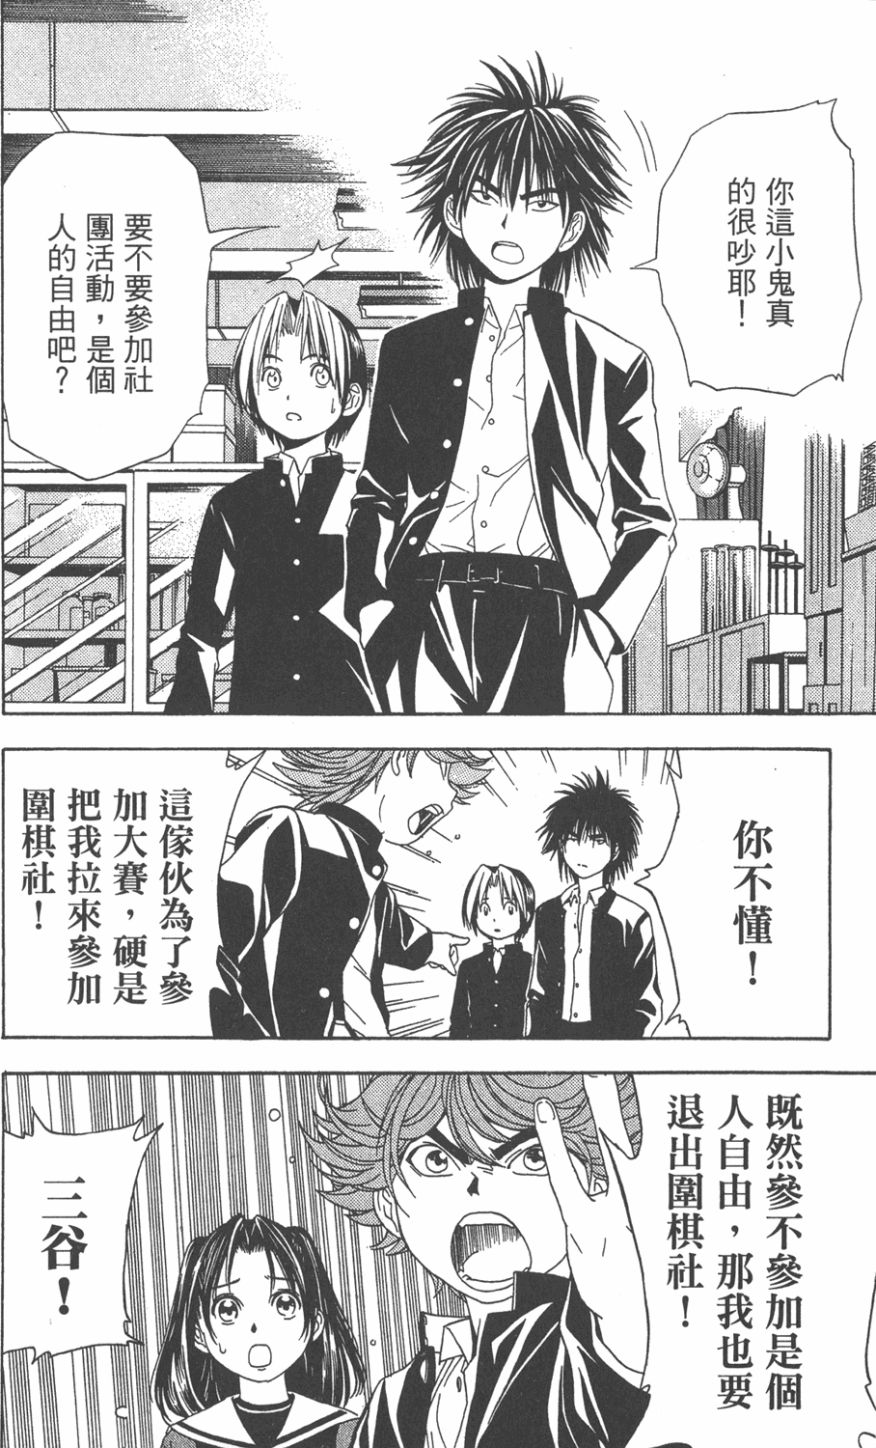 你這小鬼真
的很吵耶！
要不要參加社
團活動，是個
人的自由吧？
你不懂！
這傢伙為了參
加大賽，硬是
把我拉來參加
圍棋社！
既然參不參加是個
人自由，那我也要
退出圍棋社！
三谷！